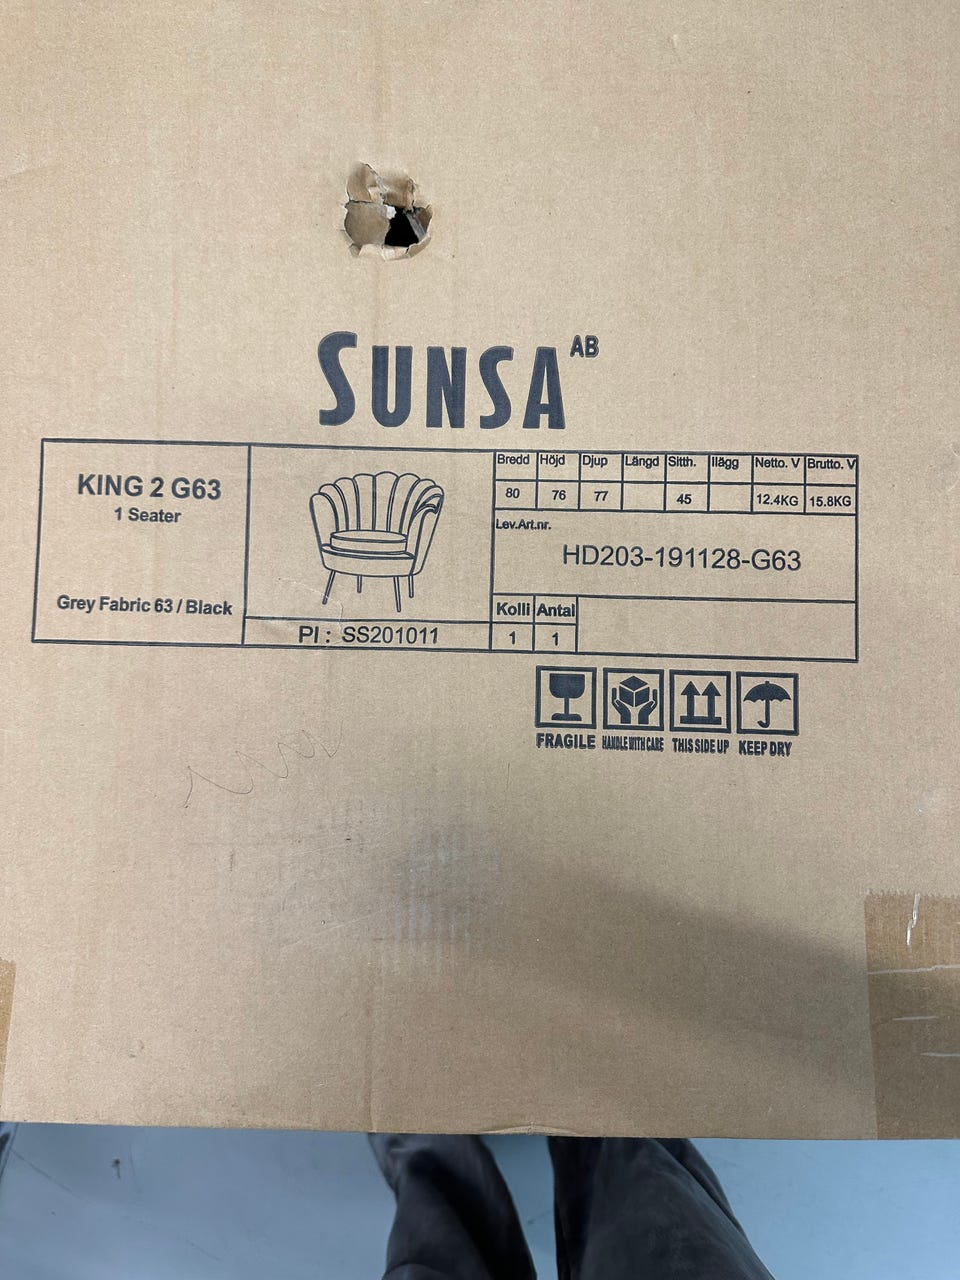 SUNSA AB
KING 2 G63
1 Seater
Grey Fabric 63 / Black
PI : SS201011
Bredd Höjd Djup Längd Sitth. Ilägg Netto. V Brutto. V
80 76 77 45 12.4KG 15.8KG
Lev.Art.nr.
HD203-191128-G63
Kolli Antal
1 1
FRAGILE HANDLE WITH CARE THIS SIDE UP KEEP DRY